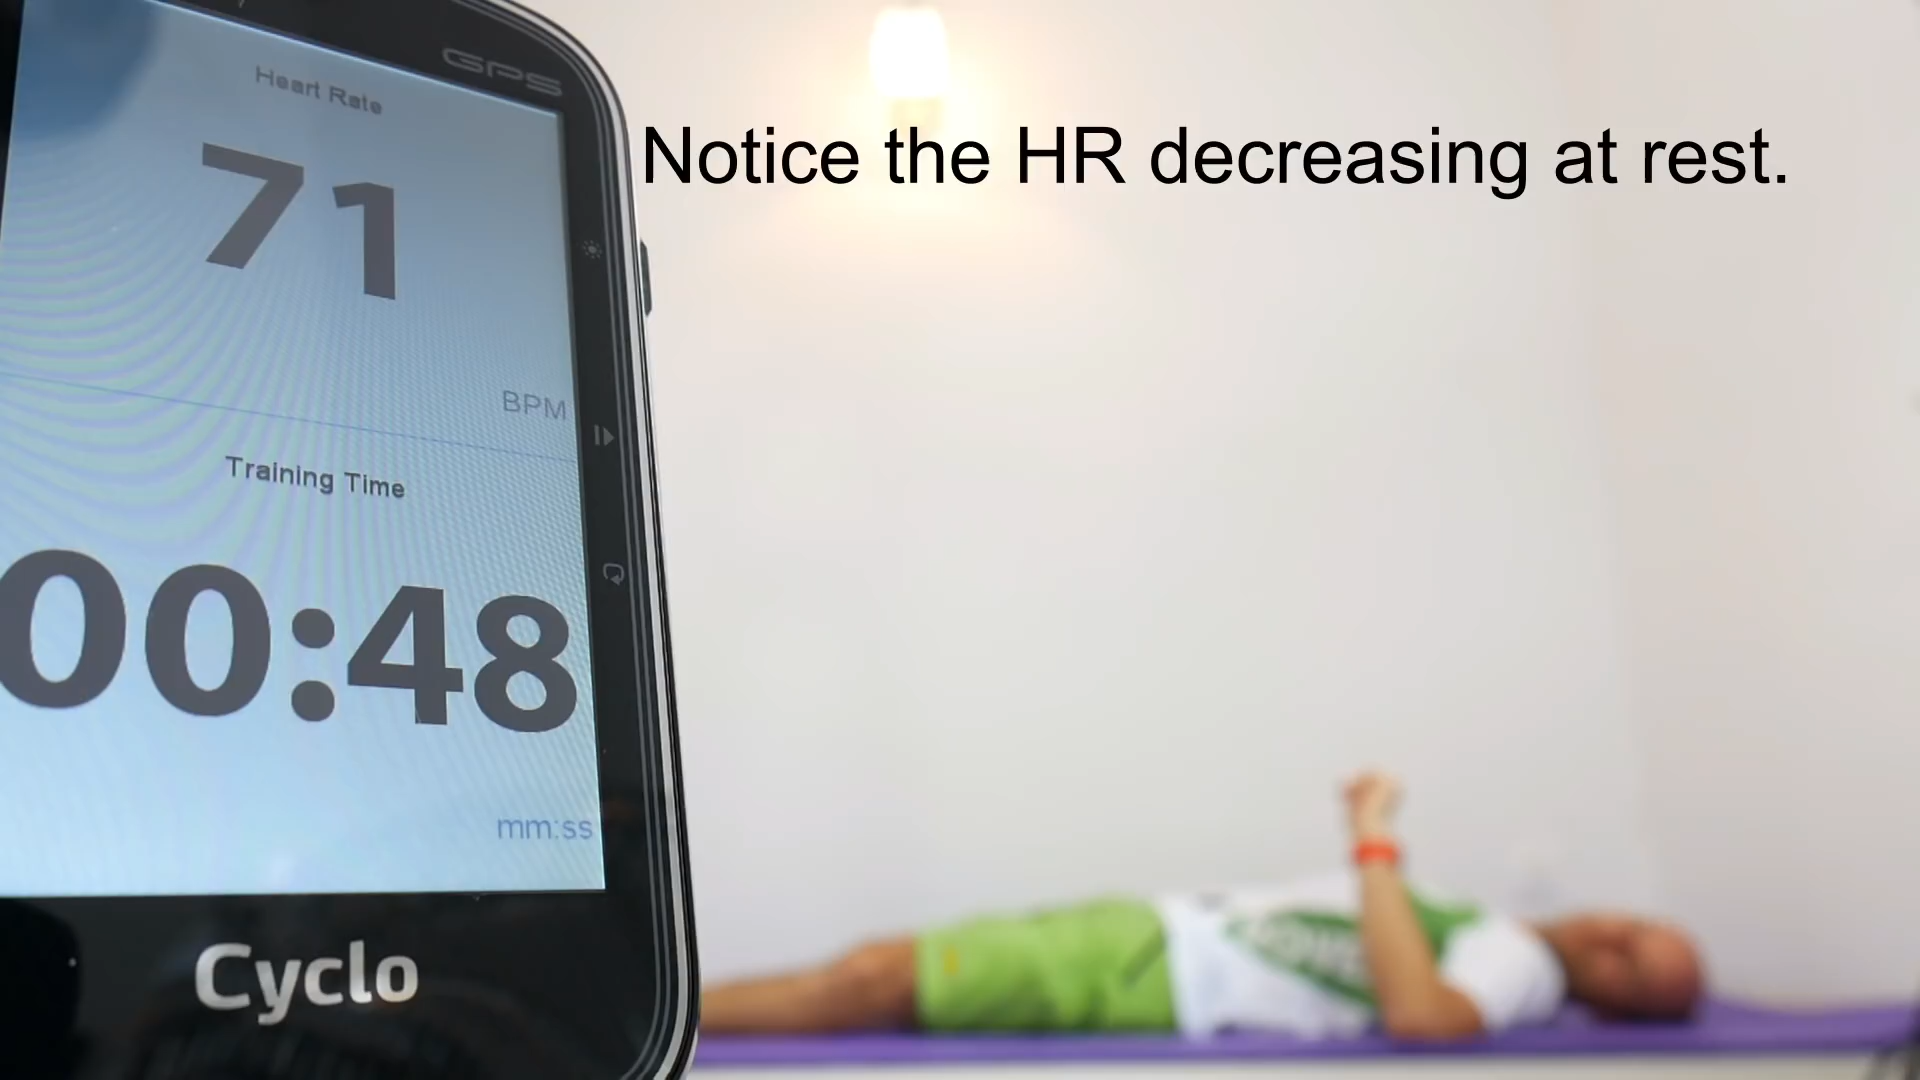 GPS
Heart Rate
71
BPM
Training Time
00:48
mm:ss
Cyclo
Notice the HR decreasing at rest.